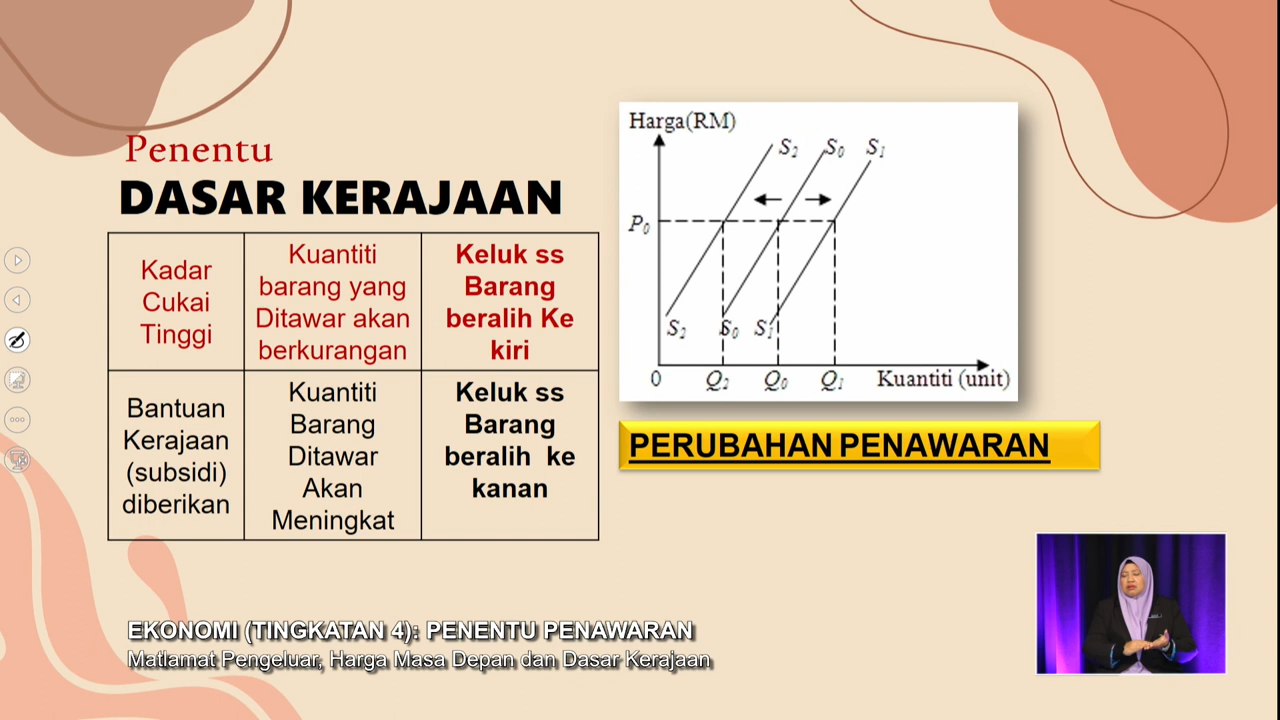 Penentu
DASAR KERAJAAN
Kadar
Cukai
Tinggi
Kuantiti
barang yang
Ditawar akan
berkurangan
Keluk ss
Barang
beralih Ke
kiri
Bantuan
Kerajaan
(subsidi)
diberikan
Kuantiti
Barang
Ditawar
Akan
Meningkat
Keluk ss
Barang
beralih ke
kanan
Harga(RM)
S2 S0 S1
P0
S2 S0 S1
0 Q2 Q0 Q1 Kuantiti (unit)
PERUBAHAN PENAWARAN
EKONOMI (TINGKATAN 4): PENENTU PENAWARAN
Matlamat Pengeluar, Harga Masa Depan dan Dasar Kerajaan